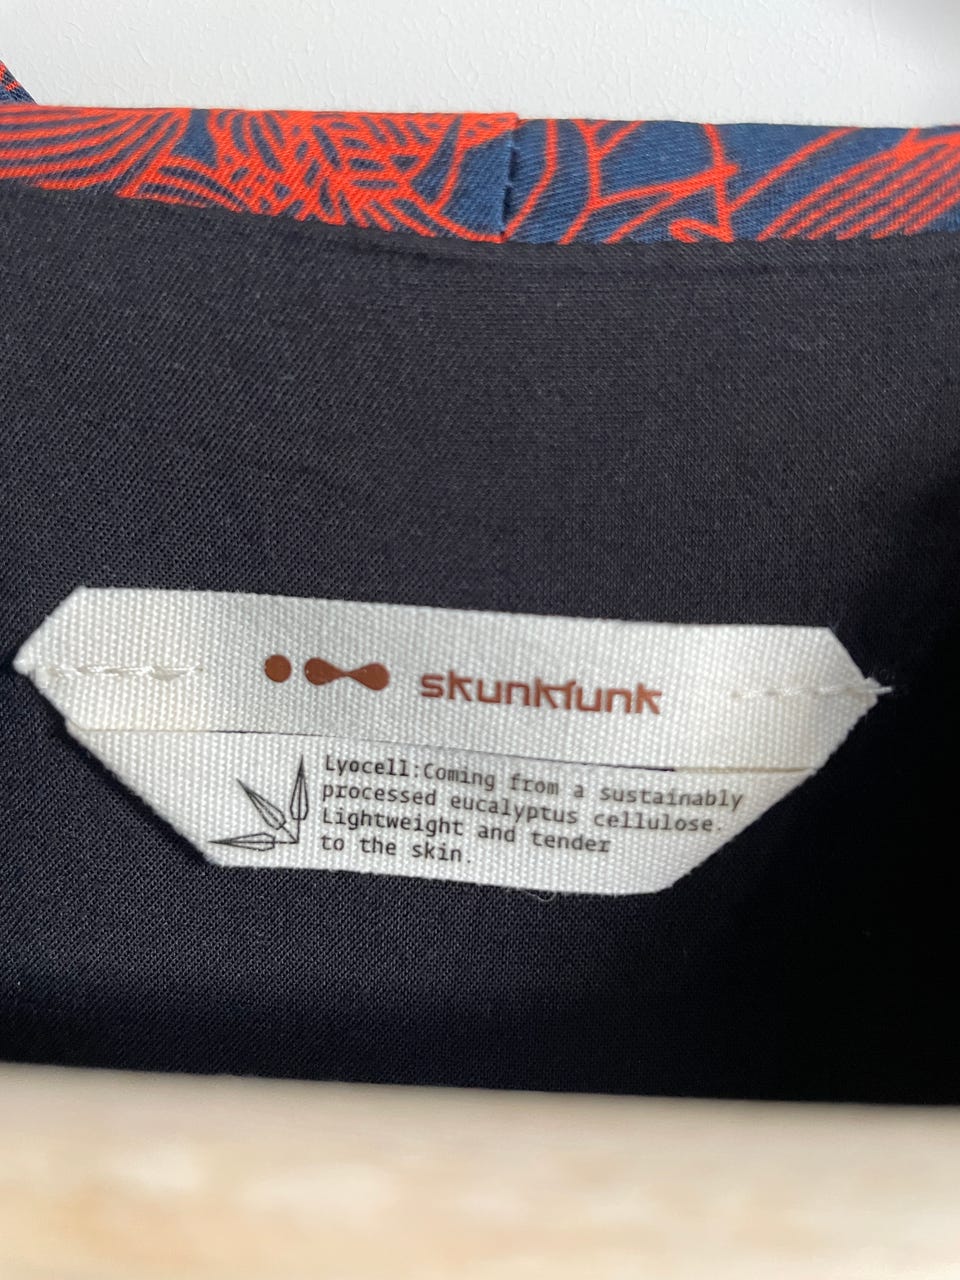 skunkfunk
Lyocell:Coming from a sustainably
processed eucalyptus cellulose.
Lightweight and tender
to the skin.